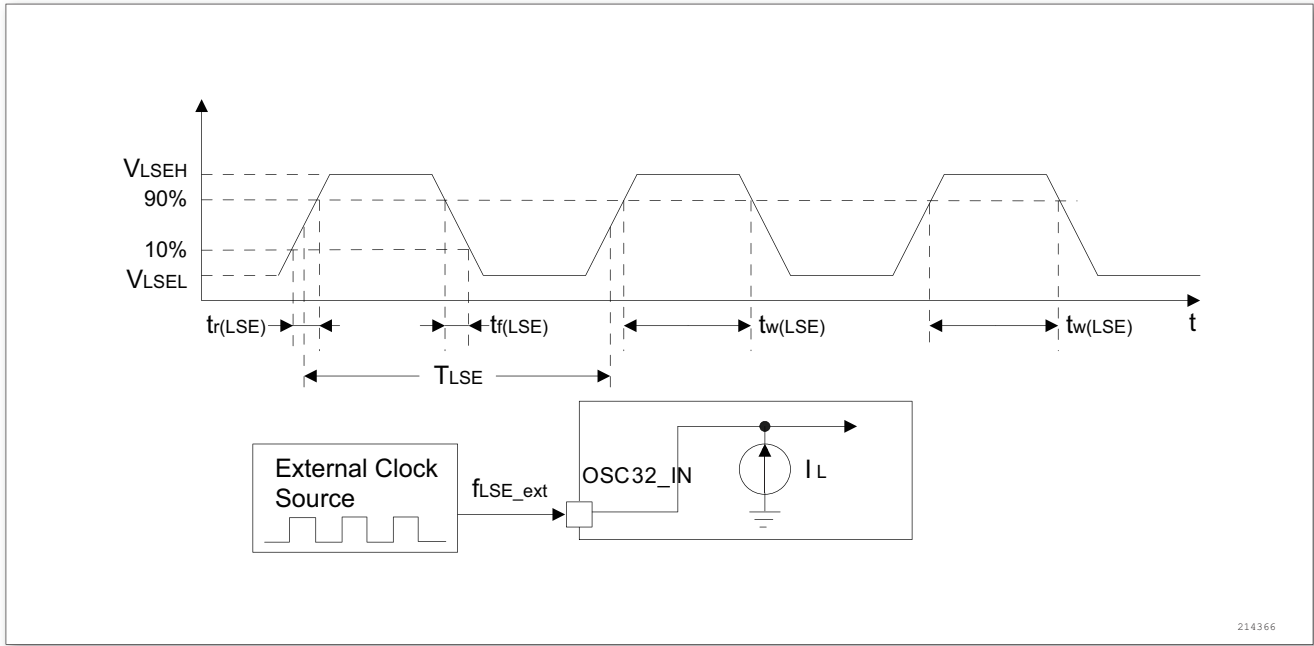 VLSEH
90%
10%
VLSEL
tr(LSE)
tf(LSE)
tw(LSE)
tw(LSE)
t
TLSE
External Clock
Source
fLSE_ext
OSC32_IN
IL
214366